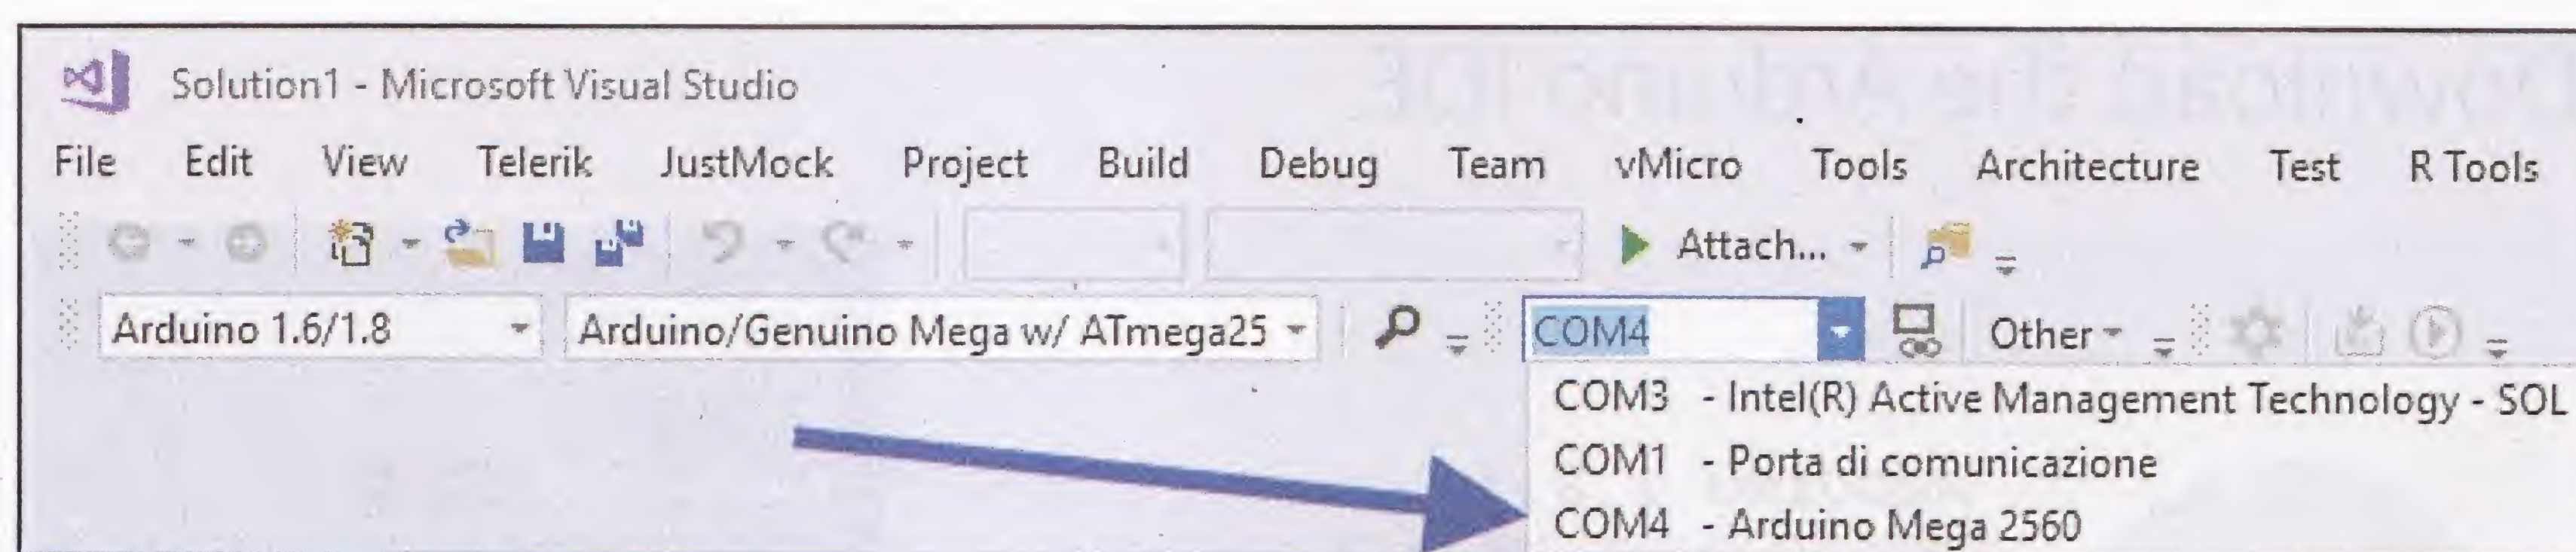 Solution1 - Microsoft Visual Studio
File Edit View Telerik JustMock Project Build Debug Team vMicro Tools Architecture Test R Tools
Attach...
Arduino 1.6/1.8 Arduino/Genuino Mega w/ ATmega25 COM4 Other
COM3 - Intel(R) Active Management Technology - SOL
COM1 - Porta di comunicazione
COM4 - Arduino Mega 2560